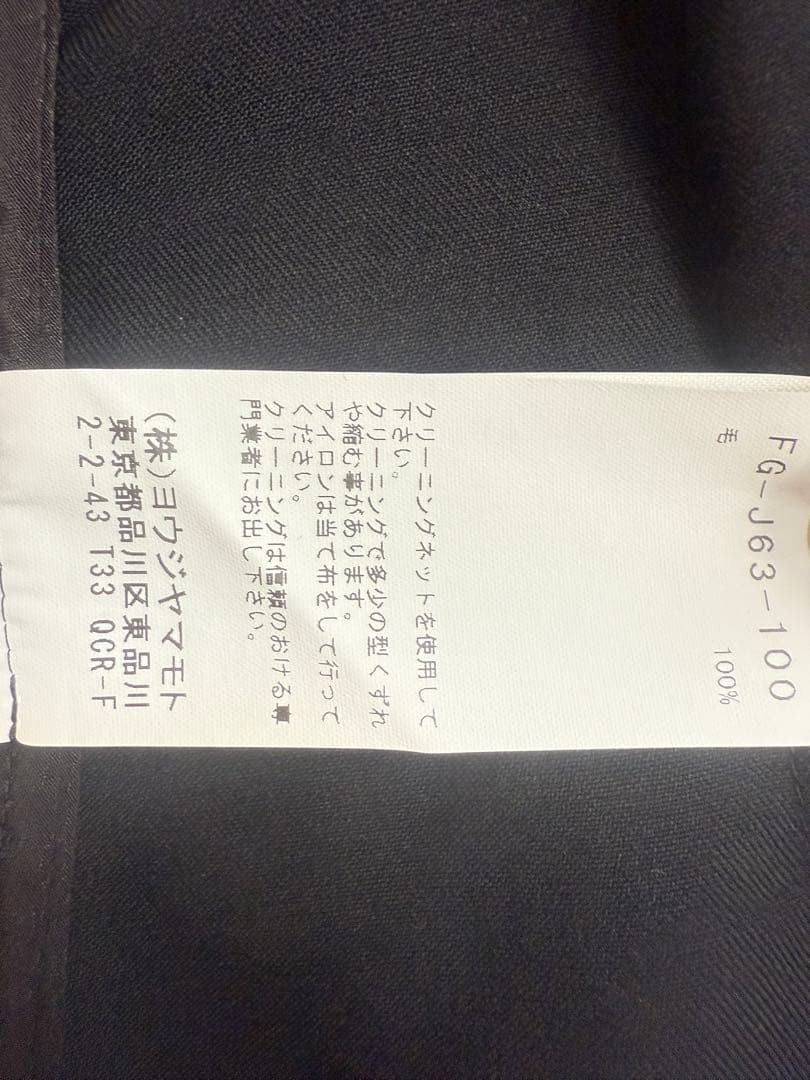 FG-J63-100
毛 100%
クリーニングネットを使用して
下さい。
クリーニングで多少の型くずれ
や縮む事があります。
アイロンは当て布をして行って
ください。
クリーニングは信頼のおける専
門業者にお出し下さい。
(株)ヨウジヤマモト
東京都品川区東品川
2-2-43 T33 QCR-F